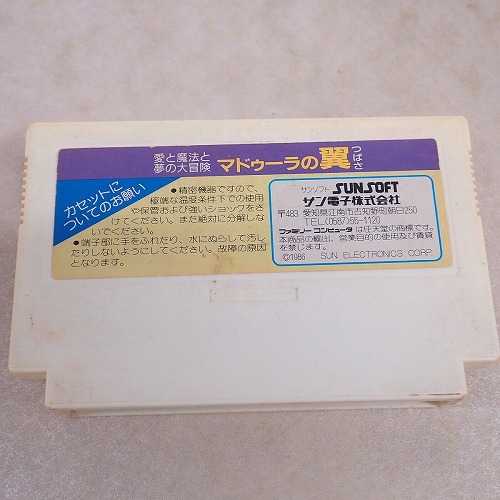 愛と魔法と
夢の大冒険
マドゥーラの翼
つばさ
カセットに
ついてのお願い
●精密機器ですので、
極端な温度条件下での使用
や保管および強いショックをさ
けてください。また絶対に分解しな
いでください。
●端子部に手をふれたり、水にぬらして汚し
たりしないようにしてください。故障の原因
となります。
サンソフト SUNSOFT
サン電子株式会社
〒483 愛知県江南市古知野町朝日250
TEL(0587)55-1120
ファミリー コンピュータ は任天堂の商標です。
本商品の輸出、営業目的の使用及び賃貸
を禁じます。
©1986 SUN ELECTRONICS CORP.